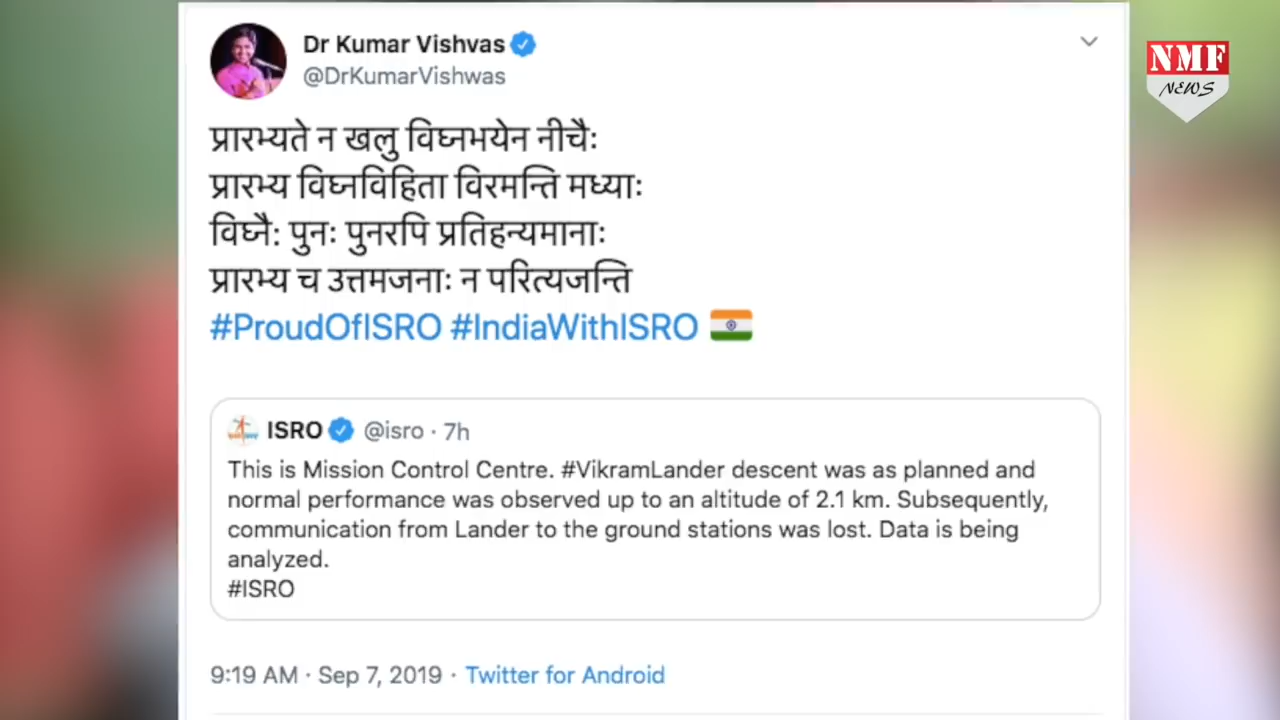 Dr Kumar Vishvas
@DrKumarVishwas
NMF
NEWS
प्रारभ्यते न खलु विघ्नभयेन नीचैः
प्रारभ्य विघ्नविहिता विरमन्ति मध्याः
विघ्नै: पुनः पुनरपि प्रतिहन्यमानाः
प्रारभ्य च उत्तमजनाः न परित्यजन्ति
#ProudOfISRO #IndiaWithISRO
ISRO @isro · 7h
This is Mission Control Centre. #VikramLander descent was as planned and
normal performance was observed up to an altitude of 2.1 km. Subsequently,
communication from Lander to the ground stations was lost. Data is being
analyzed.
#ISRO
9:19 AM · Sep 7, 2019 · Twitter for Android